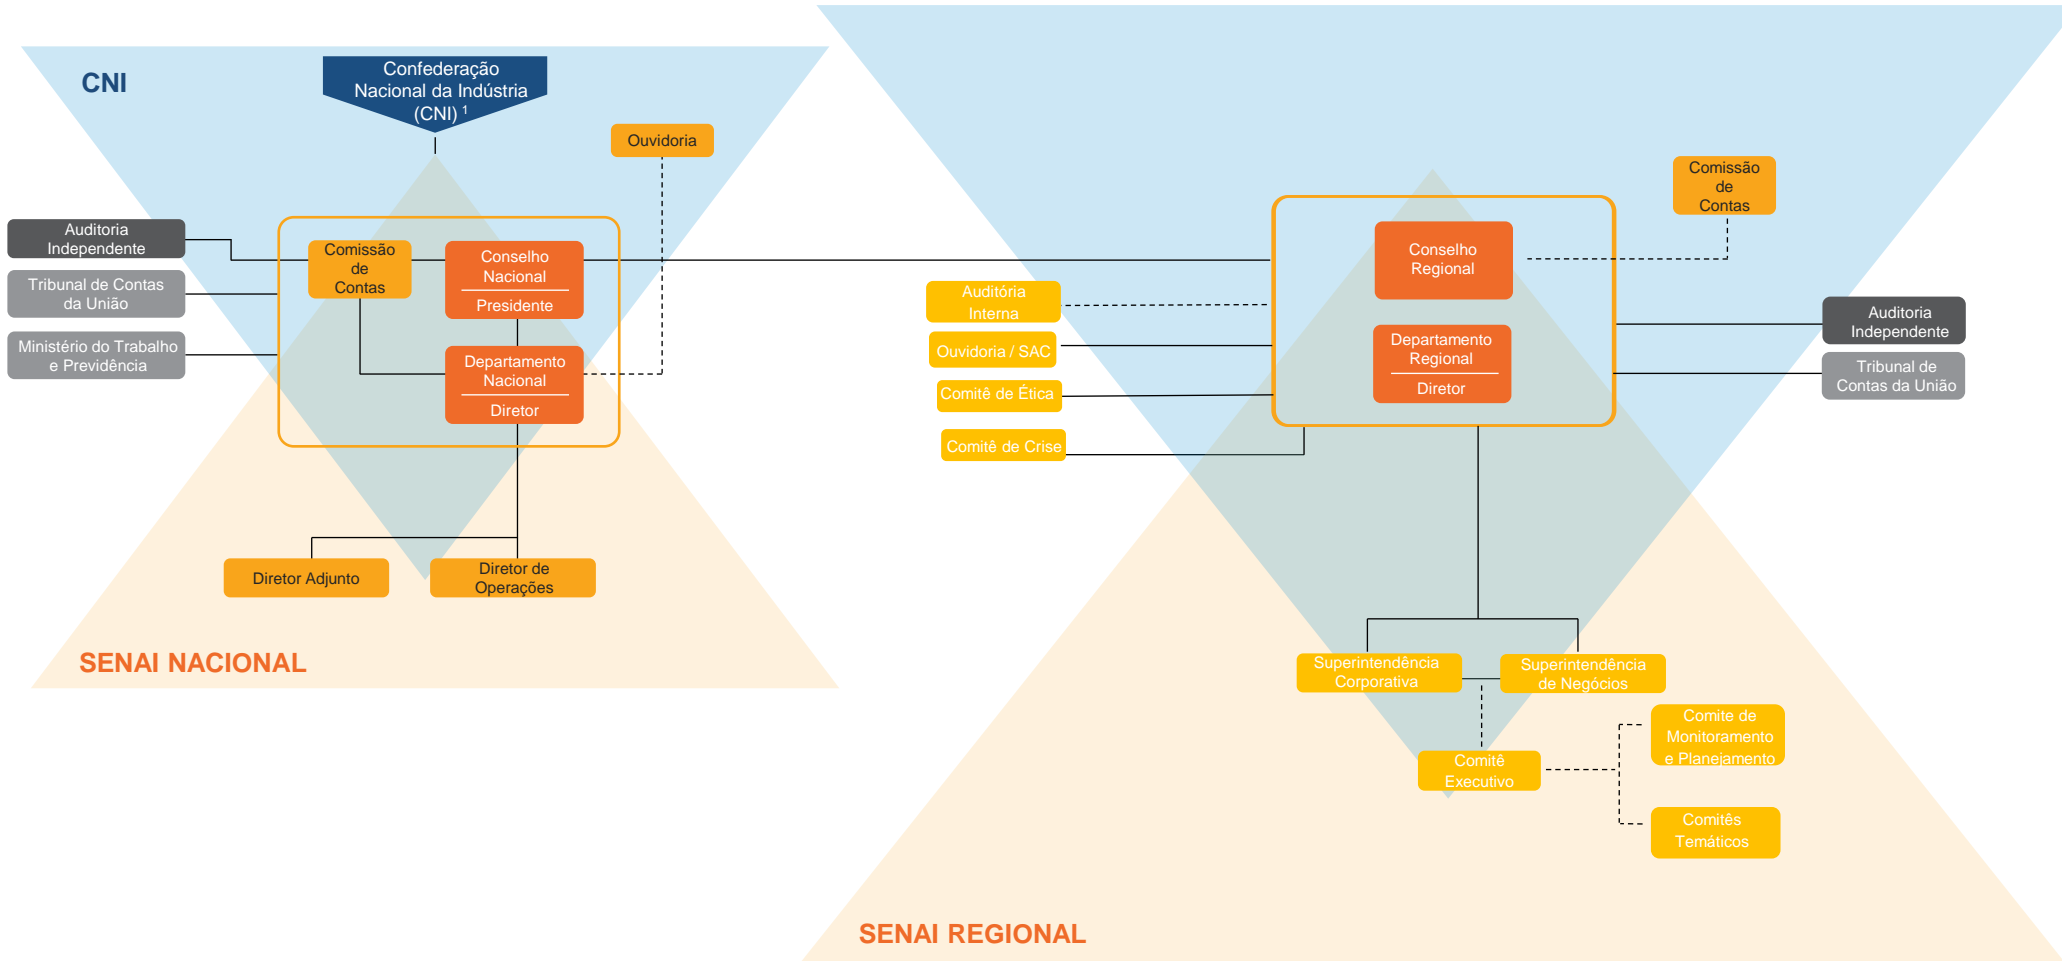 CNI
Confederação
Nacional da Indústria
(CNI) 1
Ouvidoria
Auditoria
Independente
Tribunal de Contas
da União
Ministério do Trabalho
e Previdência
Comissão
de
Contas
Conselho
Nacional
Presidente
Departamento
Nacional
Diretor
Diretor Adjunto
Diretor de
Operações
SENAI NACIONAL
Comissão
de
Contas
Conselho
Regional
Departamento
Regional
Diretor
Auditória
Interna
Ouvidoria / SAC
Comitê de Ética
Comitê de Crise
Auditoria
Independente
Tribunal de
Contas da União
Superintendência
Corporativa
Superintendência
de Negócios
Comitê
Executivo
Comite de
Monitoramento
e Planejamento
Comitês
Temáticos
SENAI REGIONAL